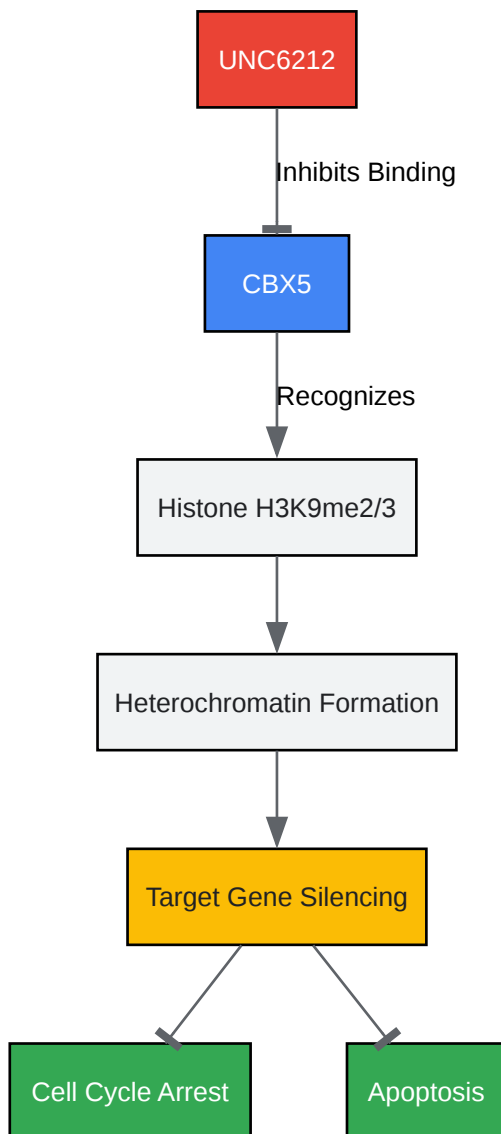 UNC6212
Inhibits Binding
CBX5
Recognizes
Histone H3K9me2/3
Heterochromatin Formation
Target Gene Silencing
Cell Cycle Arrest
Apoptosis